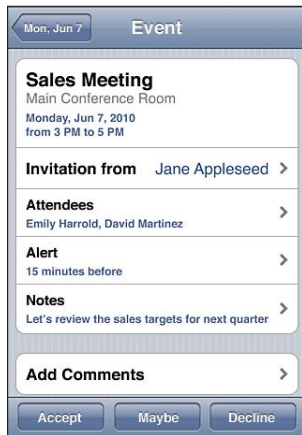 Mon, Jun 7
Event
Sales Meeting
Main Conference Room
Monday, Jun 7, 2010
from 3 PM to 5 PM
Invitation from Jane Appleseed
Attendees
Emily Harrold, David Martinez
Alert
15 minutes before
Notes
Let's review the sales targets for next quarter
Add Comments
Accept Maybe Decline